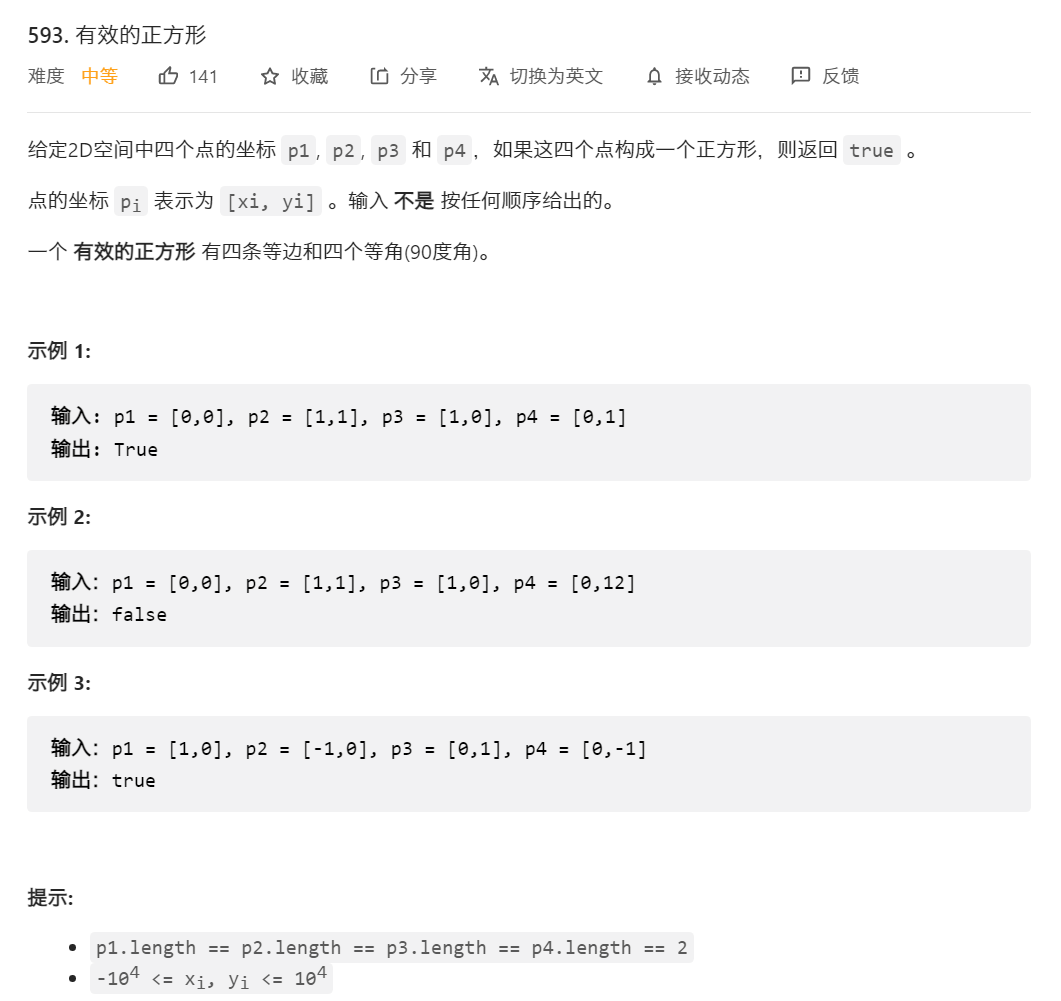 593. 有效的正方形
难度 中等 141 收藏 分享 切换为英文 接收动态 反馈
给定2D空间中四个点的坐标 p1, p2, p3 和 p4，如果这四个点构成一个正方形，则返回 true 。
点的坐标 pi 表示为 [xi, yi] 。输入 不是 按任何顺序给出的。
一个 有效的正方形 有四条等边和四个等角(90度角)。
示例 1:
输入: p1 = [0,0], p2 = [1,1], p3 = [1,0], p4 = [0,1]
输出: True
示例 2:
输入：p1 = [0,0], p2 = [1,1], p3 = [1,0], p4 = [0,12]
输出：false
示例 3:
输入：p1 = [1,0], p2 = [-1,0], p3 = [0,1], p4 = [0,-1]
输出：true
提示:
p1.length == p2.length == p3.length == p4.length == 2
-10⁴ <= xᵢ, yᵢ <= 10⁴